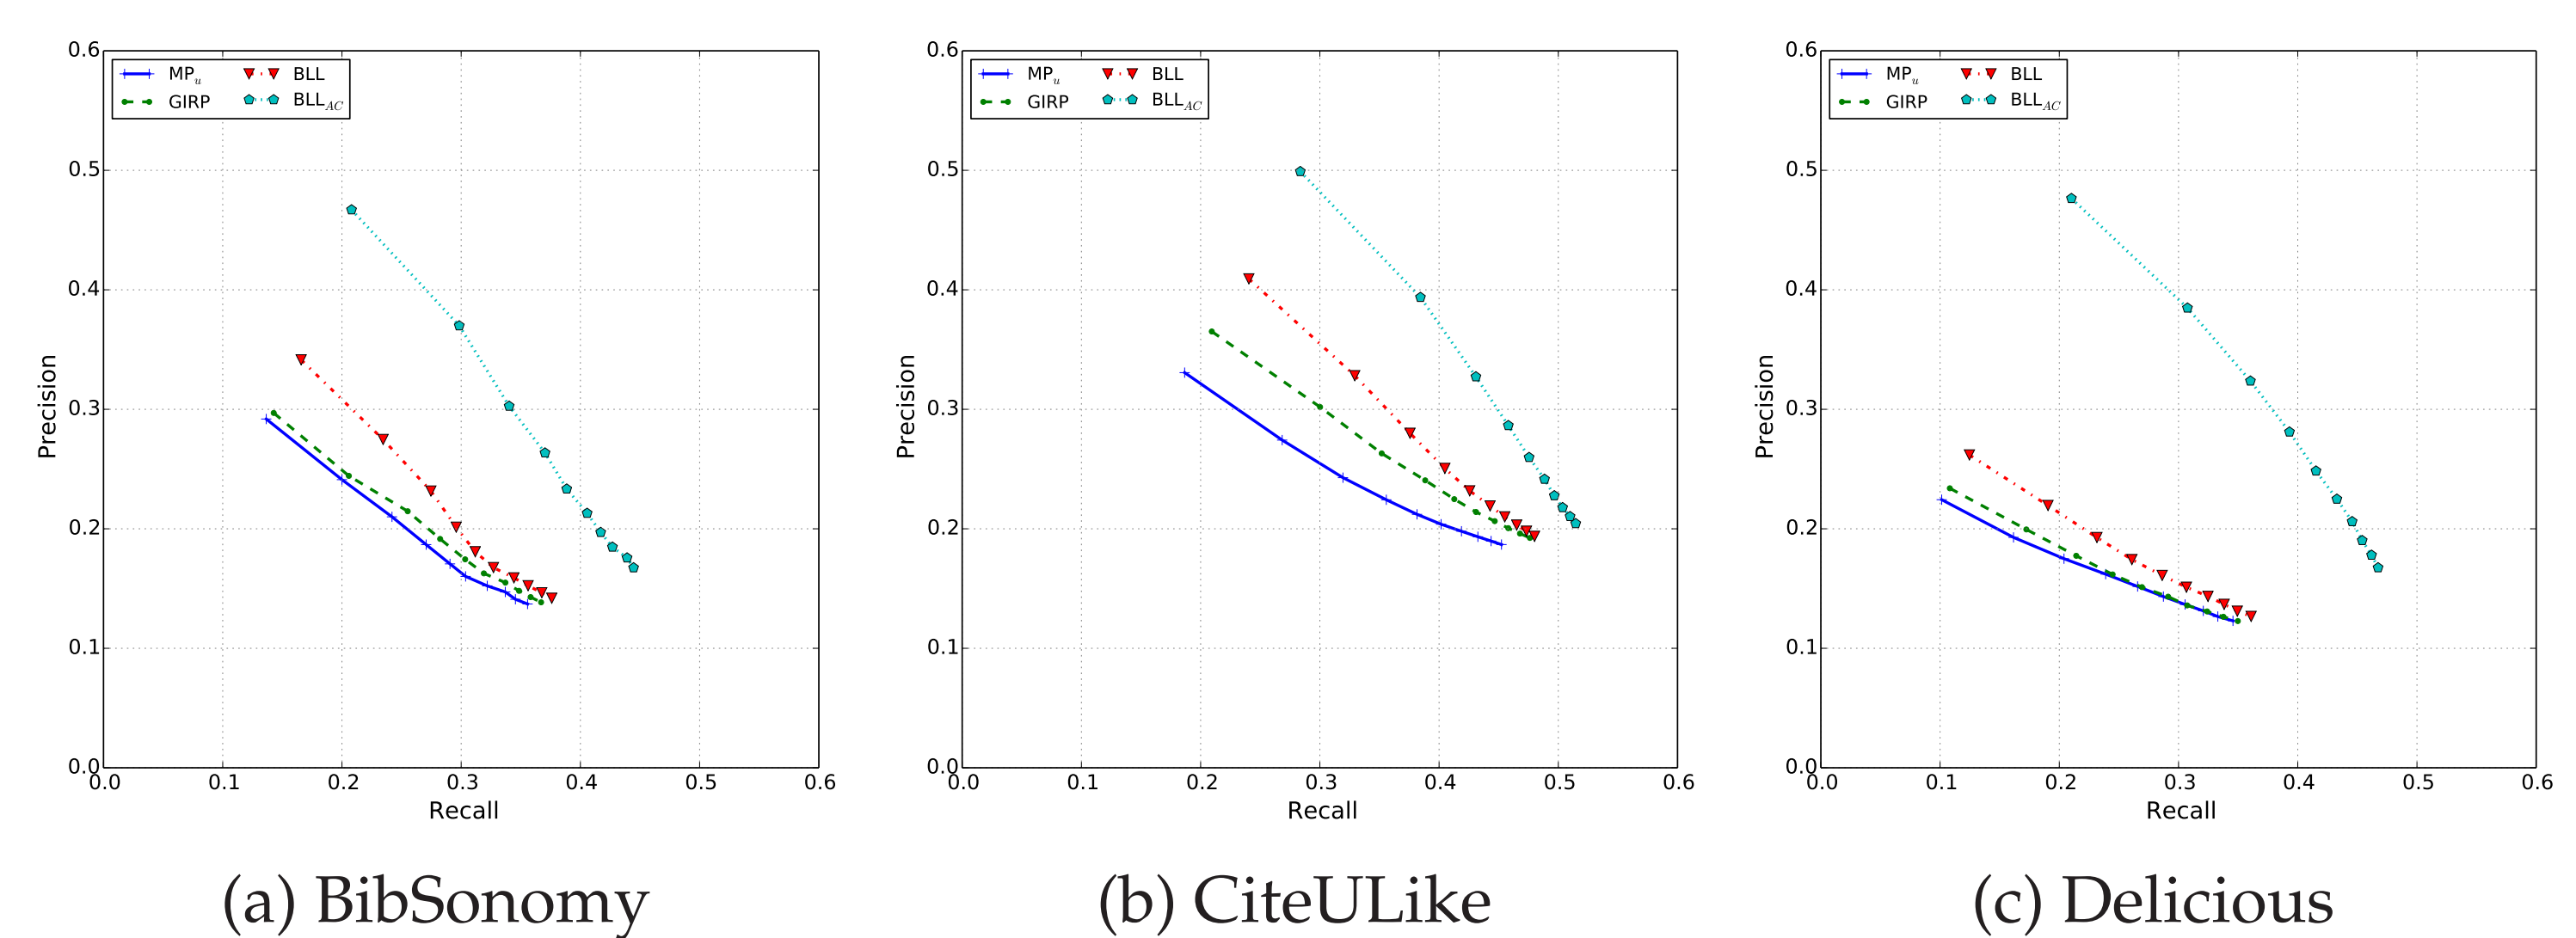 0.6
0.5
0.4
0.3
0.2
0.1
0.0
Precision
MPu BLL
GIRP BLLAC
0.0 0.1 0.2 0.3 0.4 0.5 0.6
Recall
(a) BibSonomy
0.6
0.5
0.4
0.3
0.2
0.1
0.0
Precision
MPu BLL
GIRP BLLAC
0.0 0.1 0.2 0.3 0.4 0.5 0.6
Recall
(b) CiteULike
0.6
0.5
0.4
0.3
0.2
0.1
0.0
Precision
MPu BLL
GIRP BLLAC
0.0 0.1 0.2 0.3 0.4 0.5 0.6
Recall
(c) Delicious